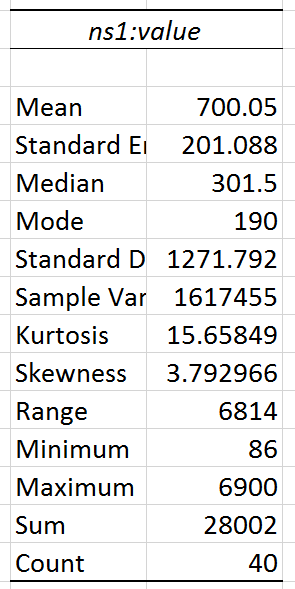 ns1:value
Mean 700.05
Standard Er 201.088
Median 301.5
Mode 190
Standard D 1271.792
Sample Var 1617455
Kurtosis 15.65849
Skewness 3.792966
Range 6814
Minimum 86
Maximum 6900
Sum 28002
Count 40